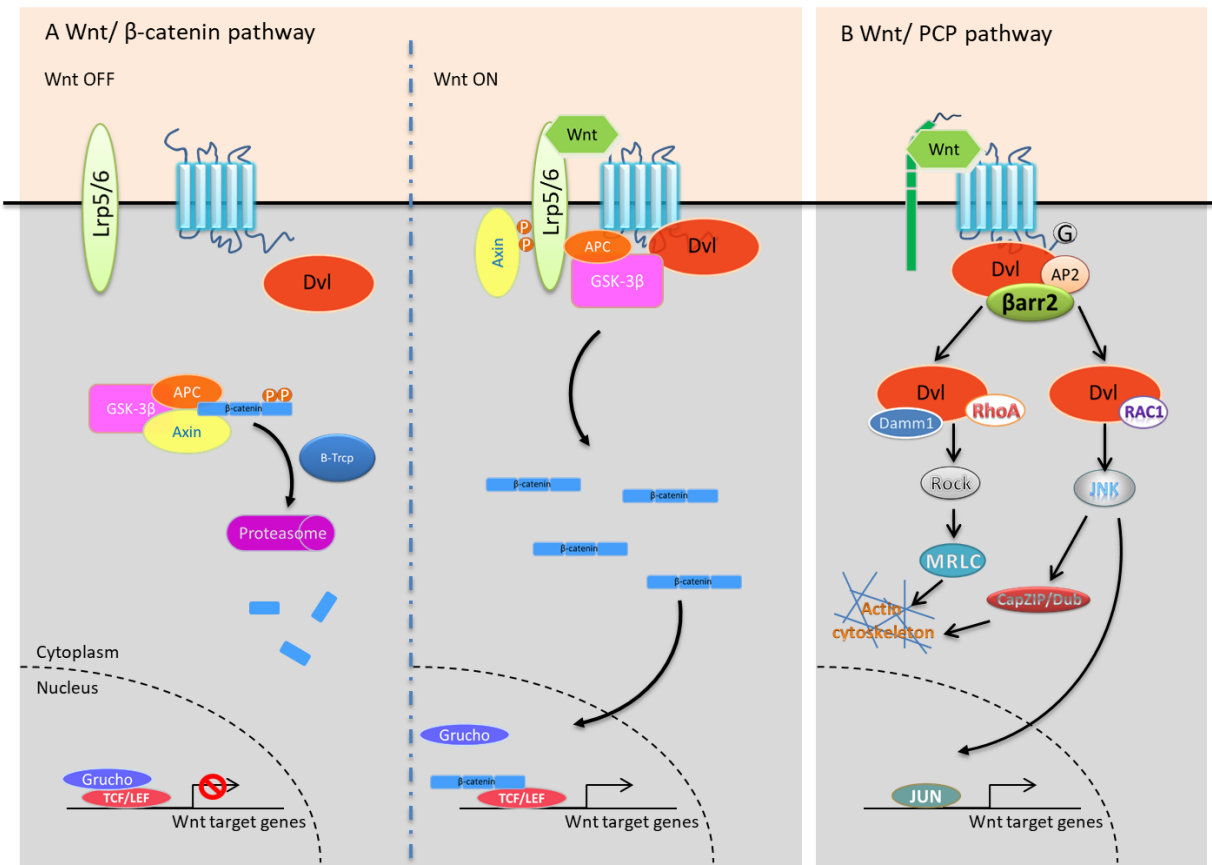 A Wnt/ β-catenin pathway
Wnt OFF
Lrp5/6
Dvl
APC
GSK-3β
Axin
β-catenin
P P
B-Trcp
Proteasome
Cytoplasm
Nucleus
Grucho
TCF/LEF
Wnt target genes
Wnt ON
Wnt
Lrp5/6
Axin
P
P
APC
GSK-3β
Dvl
β-catenin
β-catenin
β-catenin
β-catenin
Grucho
β-catenin
TCF/LEF
Wnt target genes
B Wnt/ PCP pathway
Wnt
G
Dvl
AP2
βarr2
Dvl
Damm1
RhoA
Dvl
RAC1
Rock
JNK
MRLC
CapZIP/Dub
Actin
cytoskeleton
JUN
Wnt target genes